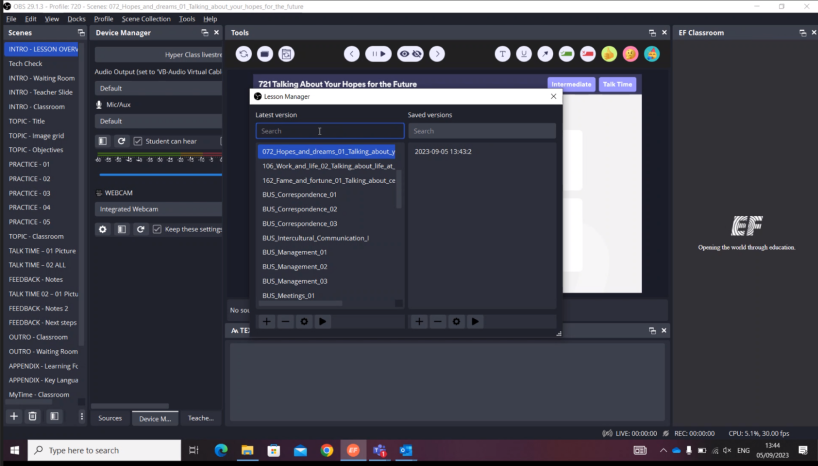 OBS 29.1.3 - Profile: 720 - Scenes: 072_Hopes_and_dreams_01_Talking_about_your_hopes_for_the_future
File Edit View Docks Profile Scene Collection Tools Help
Scenes
INTRO - LESSON OVERV
Tech Check
INTRO - Waiting Room
INTRO - Teacher Slide
INTRO - Classroom
TOPIC - Title
TOPIC - Image grid
TOPIC - Objectives
PRACTICE - 01
PRACTICE - 02
PRACTICE - 03
PRACTICE - 04
PRACTICE - 05
TOPIC - Classroom
TALK TIME - 01 Picture
TALK TIME - 02 ALL
FEEDBACK - Notes
TALK TIME 02 - 01 Pictu
FEEDBACK - Notes 2
FEEDBACK - Next steps
OUTRO - Classroom
OUTRO - Waiting Room
APPENDIX - Learning Fo
APPENDIX - Key Langua
MyTime - Classroom
Device Manager
Hyper Class livestre
Audio Output (set to 'VB-Audio Virtual Cabl
Default
Mic/Aux
Default
Student can hear
WEBCAM
Integrated Webcam
Keep these settings
Sources
Device M...
Teache...
Tools
T U
721 Talking About Your Hopes for the Future
Intermediate
Talk Time
Lesson Manager
Latest version
Saved versions
Search
Search
072_Hopes_and_dreams_01_Talking_about_y
106_Work_and_life_02_Talking_about_life_at_
162_Fame_and_fortune_01_Talking_about_ce
BUS_Correspondence_01
BUS_Correspondence_02
BUS_Correspondence_03
BUS_Intercultural_Communication_I
BUS_Management_01
BUS_Management_02
BUS_Management_03
BUS_Meetings_01
2023-09-05 13:43:2
No sou
TE
EF Classroom
EF
Opening the world through education.
LIVE: 00:00:00
REC: 00:00:00
CPU: 5.1%, 30.00 fps
Type here to search
EF
ENG
13:44
05/09/2023